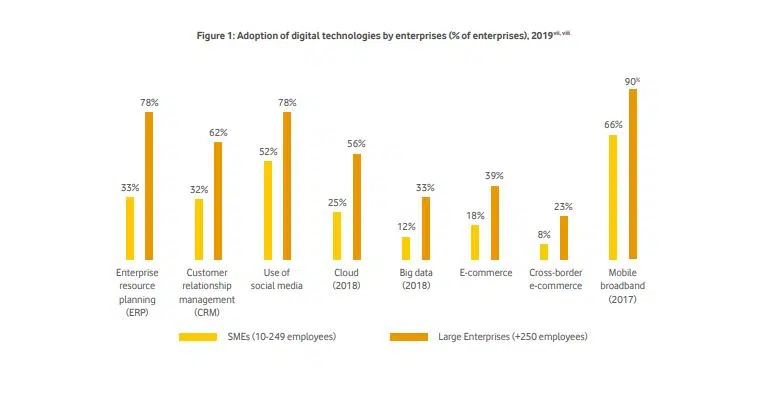 Figure 1: Adoption of digital technologies by enterprises (% of enterprises), 2019
78%
33%
62%
32%
78%
52%
56%
25%
33%
12%
39%
18%
23%
8%
90%
66%
Enterprise
resource
planning
(ERP)
Customer
relationship
management
(CRM)
Use of
social media
Cloud
(2018)
Big data
(2018)
E-commerce
Cross-border
e-commerce
Mobile
broadband
(2017)
SMEs (10-249 employees)
Large Enterprises (+250 employees)